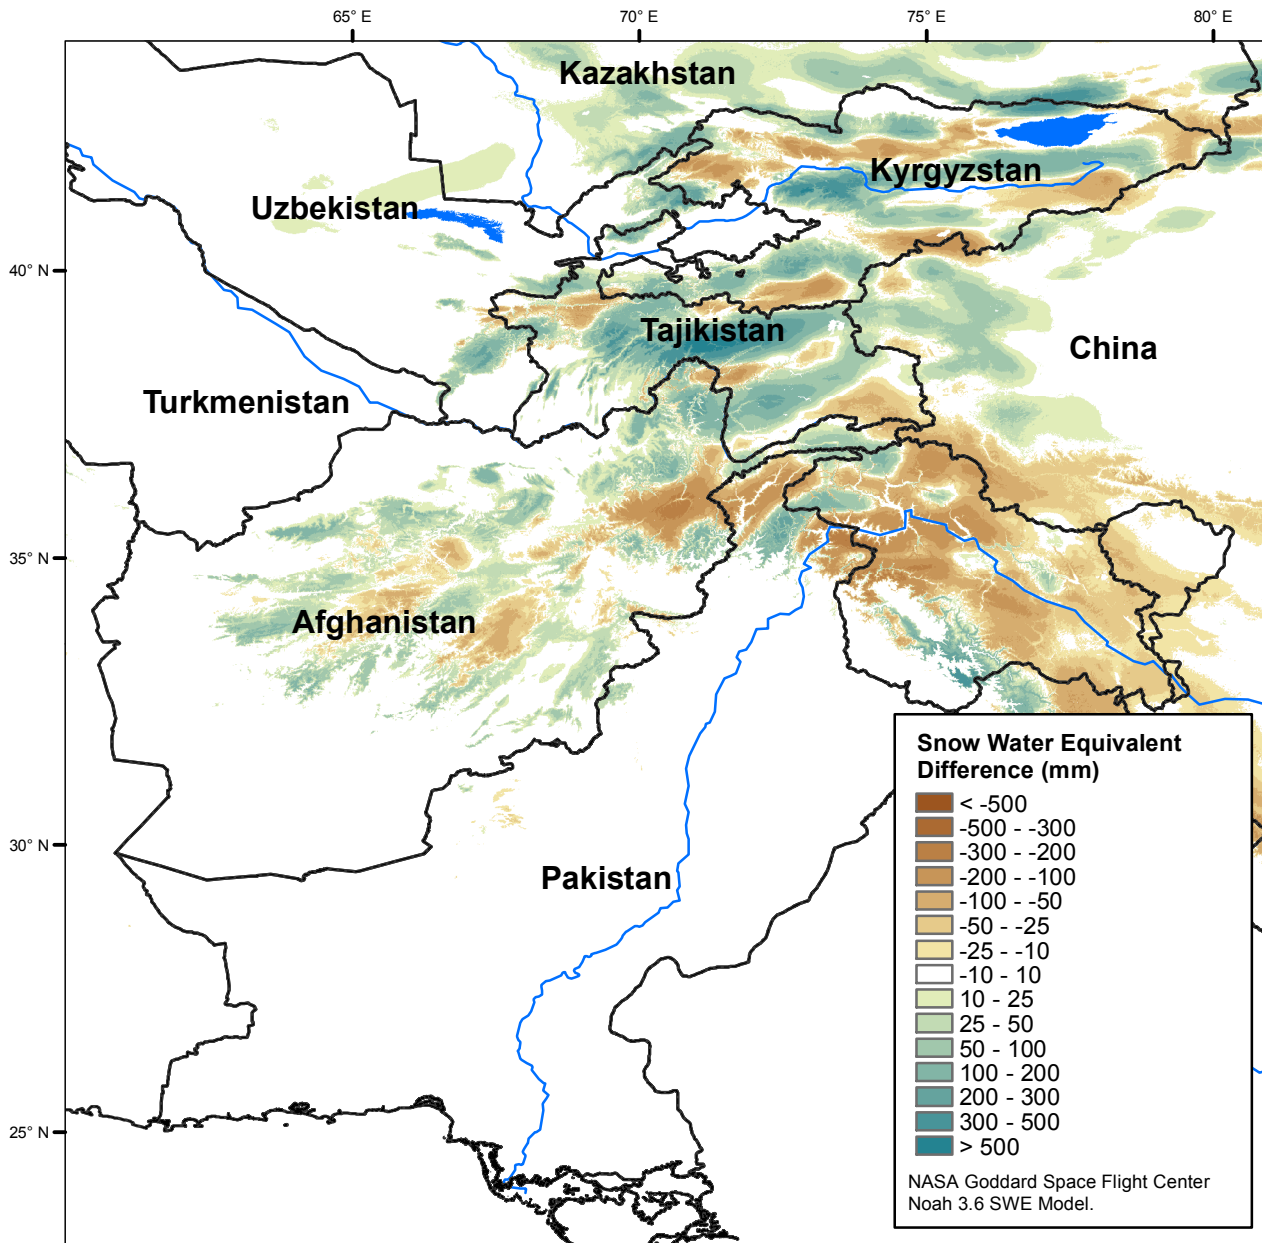 65° E
70° E
75° E
80° E
Kazakhstan
Kyrgyzstan
Uzbekistan
40° N
Tajikistan
China
Turkmenistan
35° N
Afghanistan
Snow Water Equivalent
Difference (mm)
< -500
-500 - -300
-300 - -200
-200 - -100
-100 - -50
-50 - -25
-25 - -10
-10 - 10
10 - 25
25 - 50
50 - 100
100 - 200
200 - 300
300 - 500
> 500
NASA Goddard Space Flight Center
Noah 3.6 SWE Model.
30° N
Pakistan
25° N